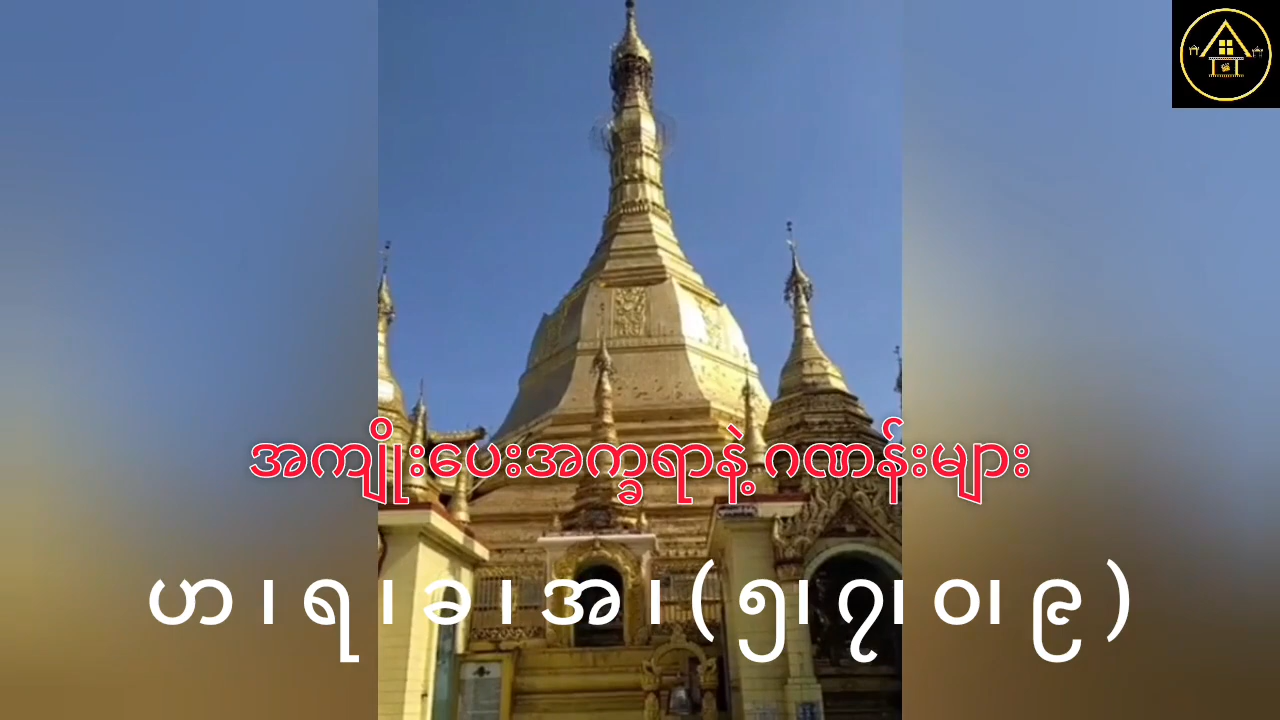 အကျိုးပေးအက္ခရာနဲ့ ဂဏန်းများ
ဟ ၊ ရ ၊ ခ ၊ အ ၊ ( ၅၊ ၇၊ ၀၊ ၉ )